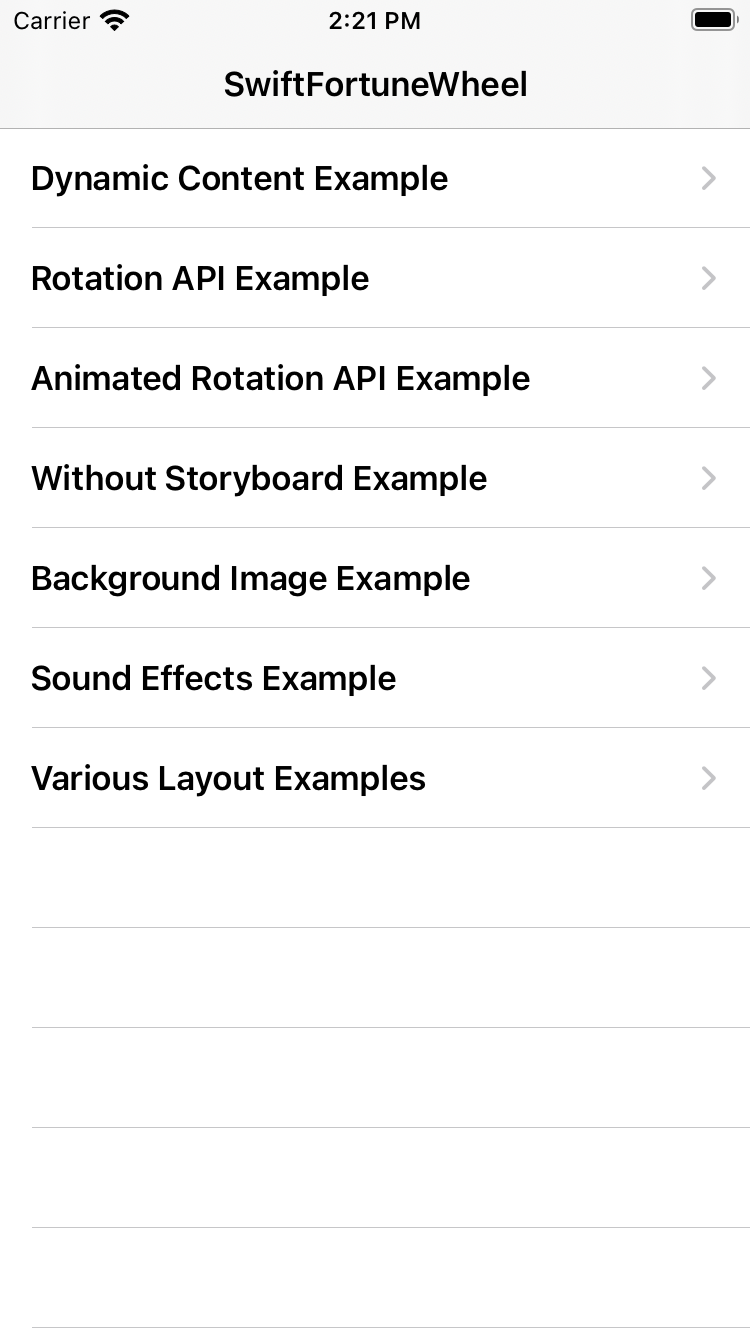 Carrier 2:21 PM
SwiftFortuneWheel
Dynamic Content Example
Rotation API Example
Animated Rotation API Example
Without Storyboard Example
Background Image Example
Sound Effects Example
Various Layout Examples